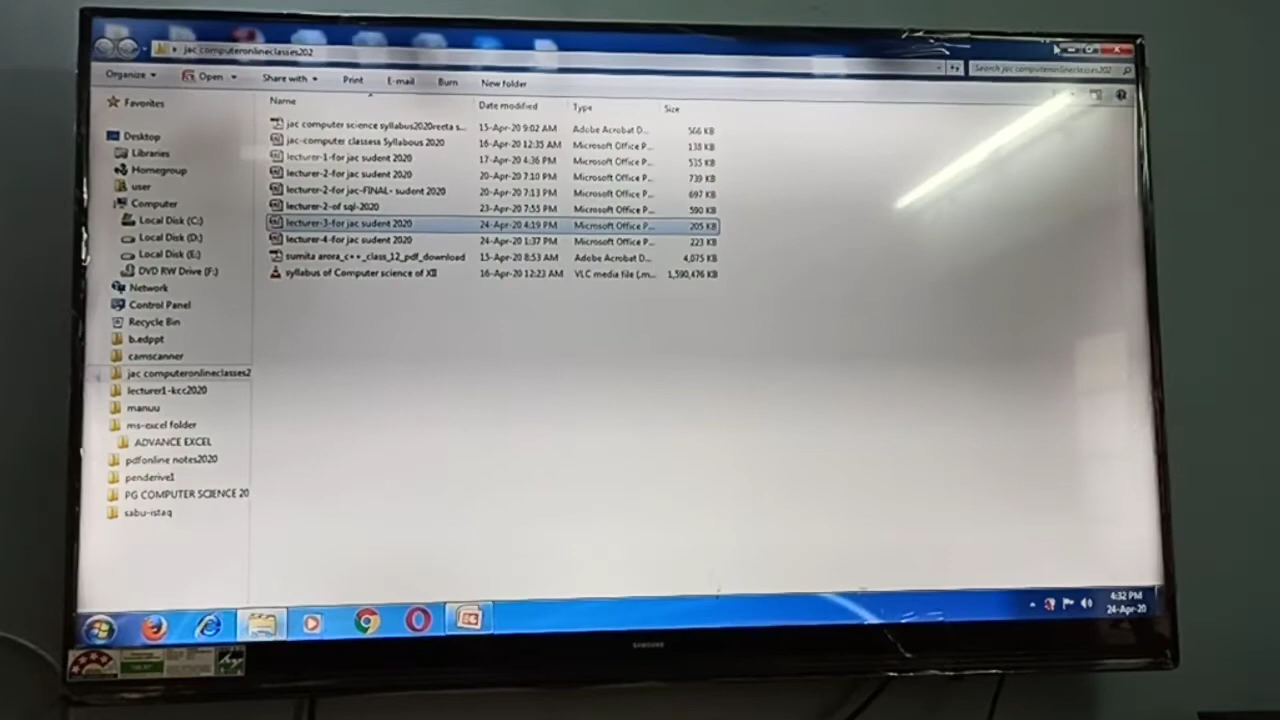 jac computeronlineclasses202
Search jac computeronlineclasses202
Organize Open Share with Print E-mail Burn New folder
Name Date modified Type Size
Favorites
Desktop
Libraries
Homegroup
user
Computer
Local Disk (C:)
Local Disk (D:)
Local Disk (E:)
DVD RW Drive (F:)
Network
Control Panel
Recycle Bin
b.edppt
camscanner
jac computeronlineclasses2
lecturer1-kcc2020
manuu
ms-excel folder
ADVANCE EXCEL
pdfonline notes2020
penderive1
PG COMPUTER SCIENCE 20
sabu-istaq
jac computer science syllabus2020reeta s... 15-Apr-20 9:02 AM Adobe Acrobat D... 566 KB
jac-computer classess Syllabous 2020 16-Apr-20 12:35 AM Microsoft Office P... 138 KB
lecturer-1-for jac sudent 2020 17-Apr-20 4:36 PM Microsoft Office P... 535 KB
lecturer-2-for jac sudent 2020 20-Apr-20 7:10 PM Microsoft Office P... 739 KB
lecturer-2-for jac-FINAL- sudent 2020 20-Apr-20 7:13 PM Microsoft Office P... 697 KB
lecturer-2-of sql-2020 23-Apr-20 7:55 PM Microsoft Office P... 590 KB
lecturer-3-for jac sudent 2020 24-Apr-20 4:19 PM Microsoft Office P... 205 KB
lecturer-4-for jac sudent 2020 24-Apr-20 1:37 PM Microsoft Office P... 223 KB
sumita arora_c++_class_12_pdf_download 15-Apr-20 8:53 AM Adobe Acrobat D... 4,075 KB
syllabus of Computer science of XII 16-Apr-20 12:23 AM VLC media file (.m... 1,590,476 KB
4:32 PM
24-Apr-20
SAMSUNG